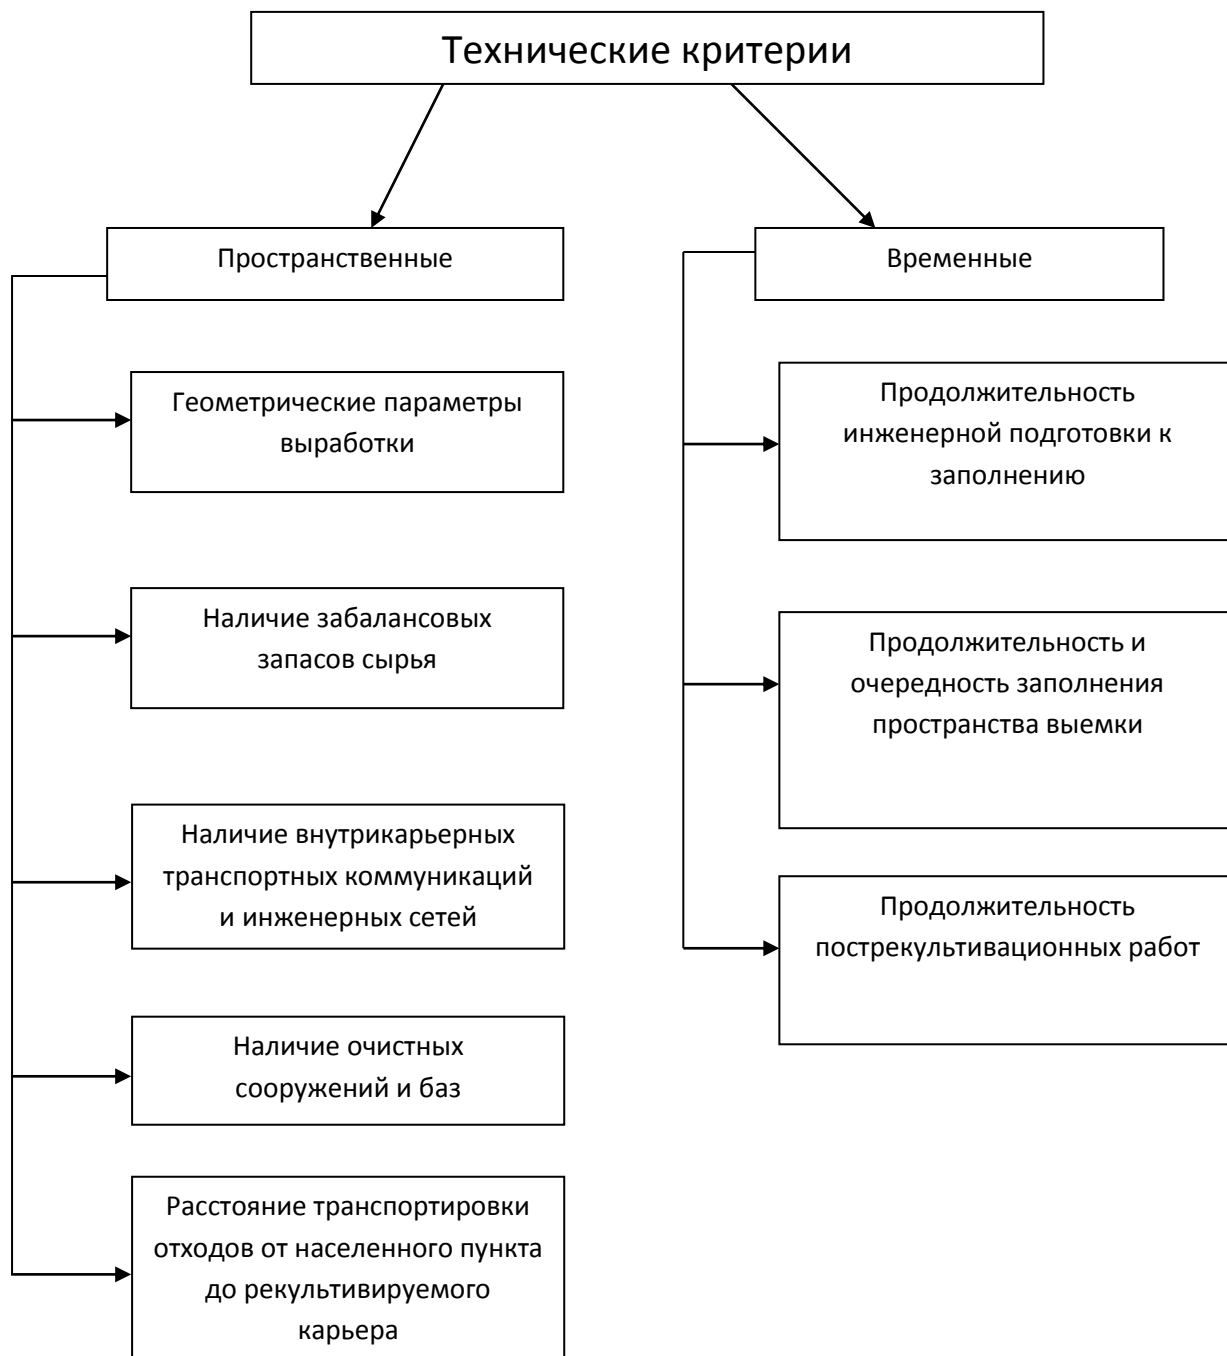 Технические критерии
Пространственные
Временные
Геометрические параметры
выработки
Наличие забалансовых
запасов сырья
Наличие внутрикарьерных
транспортных коммуникаций
и инженерных сетей
Наличие очистных
сооружений и баз
Расстояние транспортировки
отходов от населенного пункта
до рекультивируемого
карьера
Продолжительность
инженерной подготовки к
заполнению
Продолжительность и
очередность заполнения
пространства выемки
Продолжительность
пострекультивационных работ